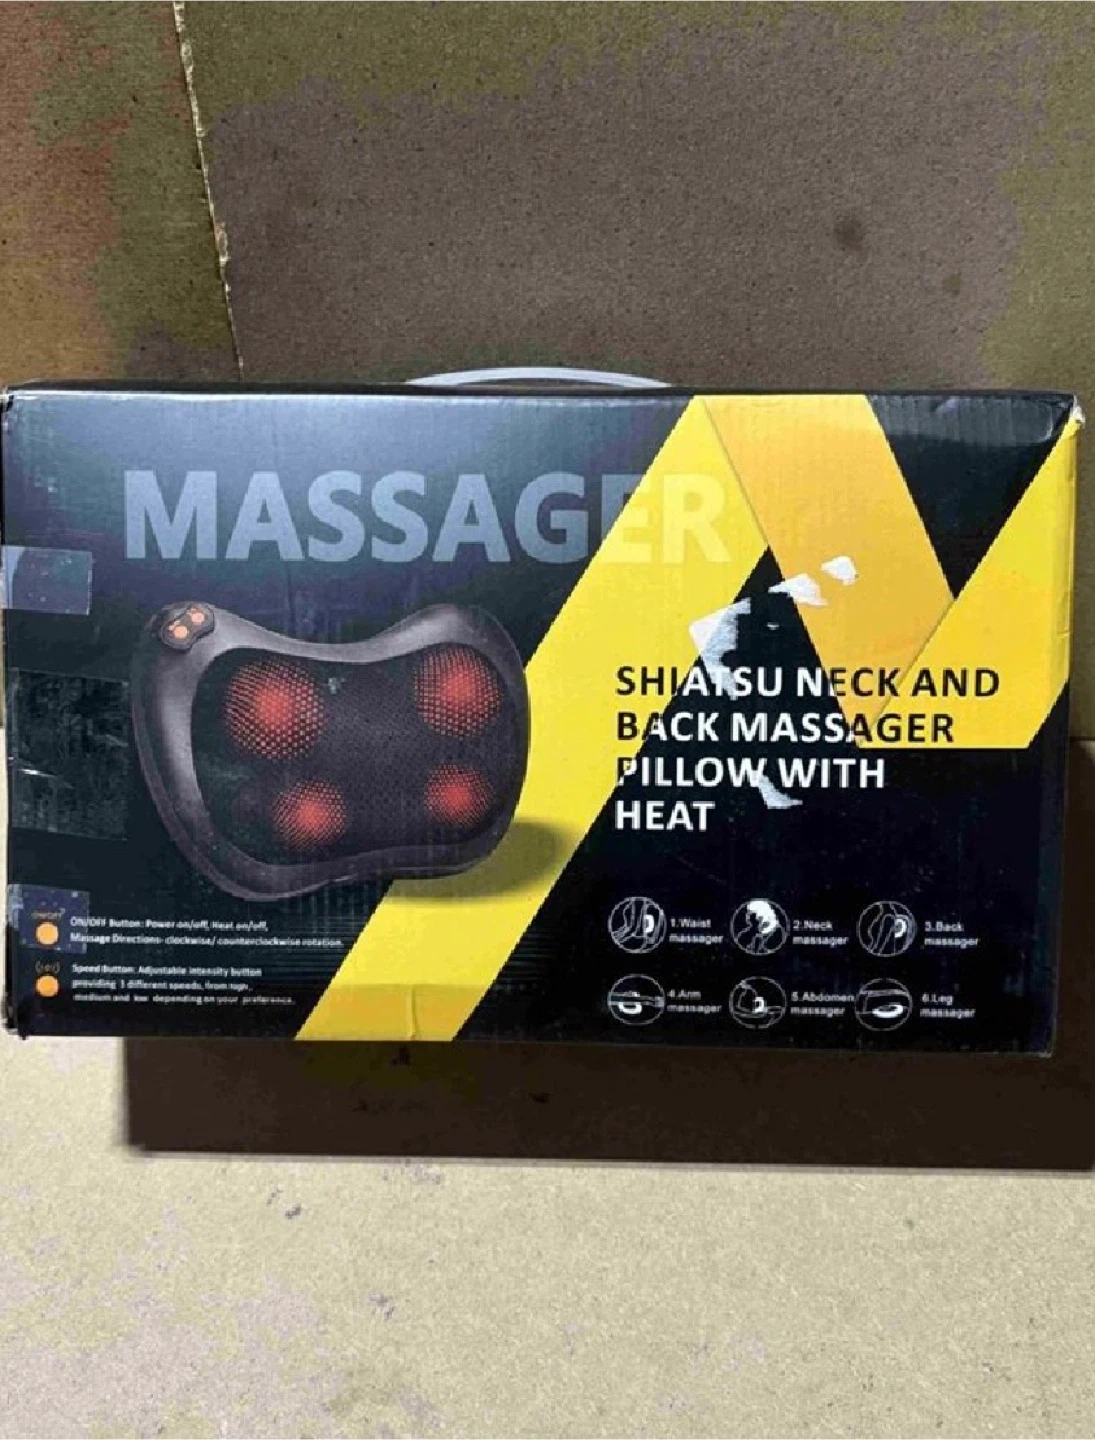 MASSAGER
SHIATSU NECK AND
BACK MASSAGER
PILLOW WITH
HEAT
ON/OFF
ON/OFF Button: Power on/off, Heat on/off,
Massage Directions- clockwise/ counterclockwise rotation.
Speed Button: Adjustable intensity button
providing 3 different speeds, from high,
medium and low depending on your preference.
1.Waist
massager
2.Neck
massager
3.Back
massager
4.Arm
massager
5.Abdomen
massager
6.Leg
massager